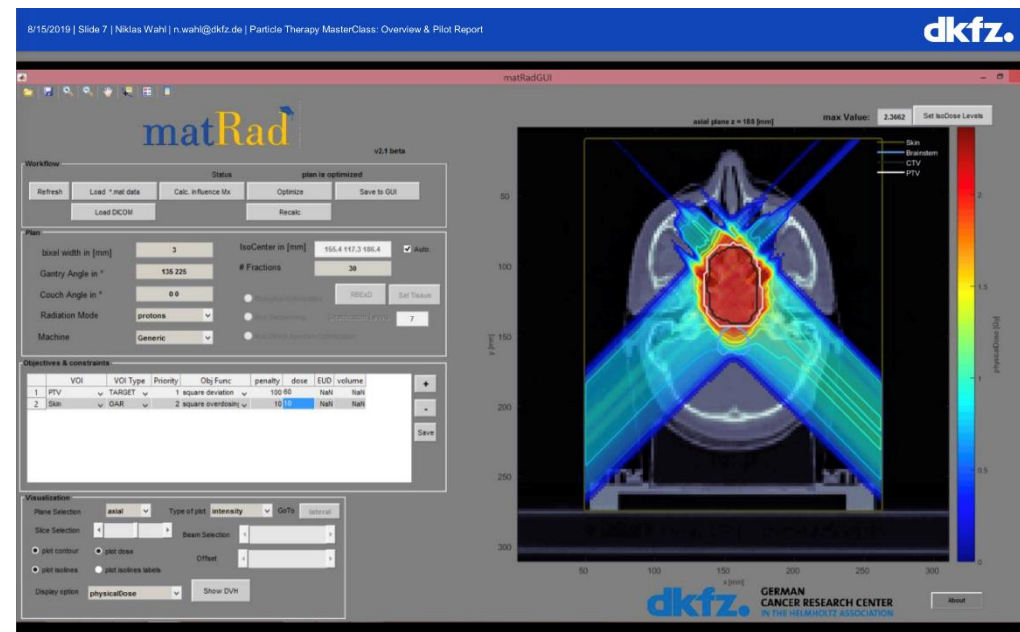 8/15/2019 | Slide 7 | Niklas Wahl | n.wahl@dkfz.de | Particle Therapy MasterClass: Overview & Pilot Report
dkfz.
matRadGUI
matRad
v2.1 beta
Workflow
Status plan is optimized
Refresh Load *.mat data Calc. influence Mx Optimize Save to GUI
Load DICOM Recalc
Plan
bixel width in [mm] 3 IsoCenter in [mm] 155.4 117.3 186.4 Auto.
Gantry Angle in ° 135 225 # Fractions 30
Couch Angle in ° 0 0 RBExD Set Tissue
Radiation Mode protons 7
Machine Generic
Objectives & constraints
VOI VOI Type Priority Obj Func penalty dose EUD volume
1 PTV TARGET 1 square deviation 100 60 NaN NaN
2 Skin OAR 2 square overdosing 10 10 NaN NaN
+
-
Save
Visualization
Plane Selection axial Type of plot intensity GoTo lateral
Slice Selection Beam Selection
plot contour plot dose Offset
plot isolines plot isolines labels
Display option physicalDose Show DVH
axial plane z = 188 [mm] max Value: 2.3662 Set IsoDose Levels
Skin
Brainstem
CTV
PTV
50
100
150
200
250
300
y [mm]
50 100 150 200 250 300
x [mm]
2
1.5
1
0.5
0
physicalDose [Gy]
dkfz. GERMAN
CANCER RESEARCH CENTER
IN THE HELMHOLTZ ASSOCIATION
About